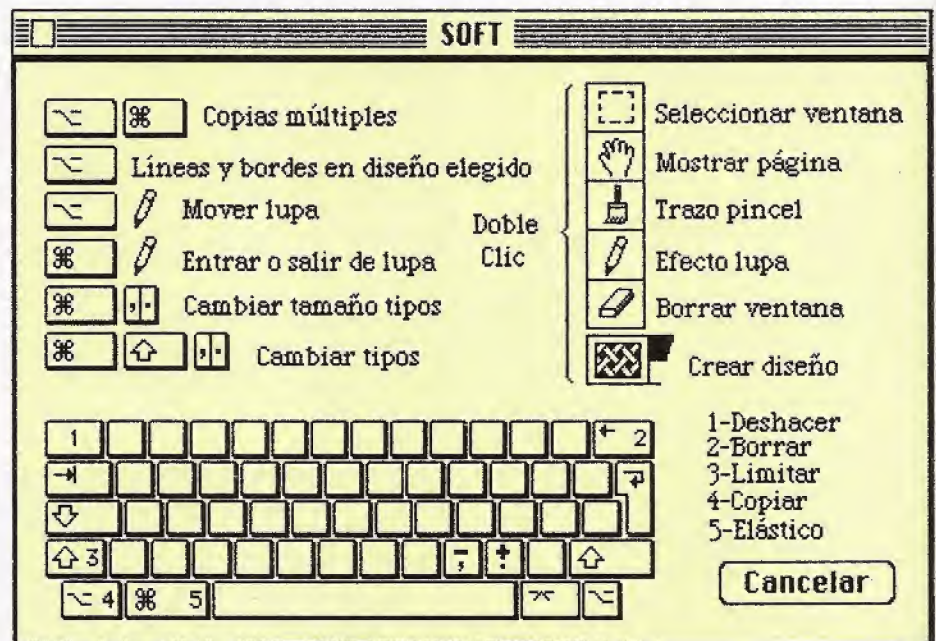 SOFT
⌥ ⌘ Copias múltiples
⌥ Líneas y bordes en diseño elegido
⌥ Mover lupa
⌘ Entrar o salir de lupa
⌘ , . Cambiar tamaño tipos
⌘ ⇧ , . Cambiar tipos
Doble
Clic
Seleccionar ventana
Mostrar página
Trazo pincel
Efecto lupa
Borrar ventana
Crear diseño
1 ← 2
⇧ 3 - , + .
⌥ 4 ⌘ 5
1-Deshacer
2-Borrar
3-Limitar
4-Copiar
5-Elástico
Cancelar